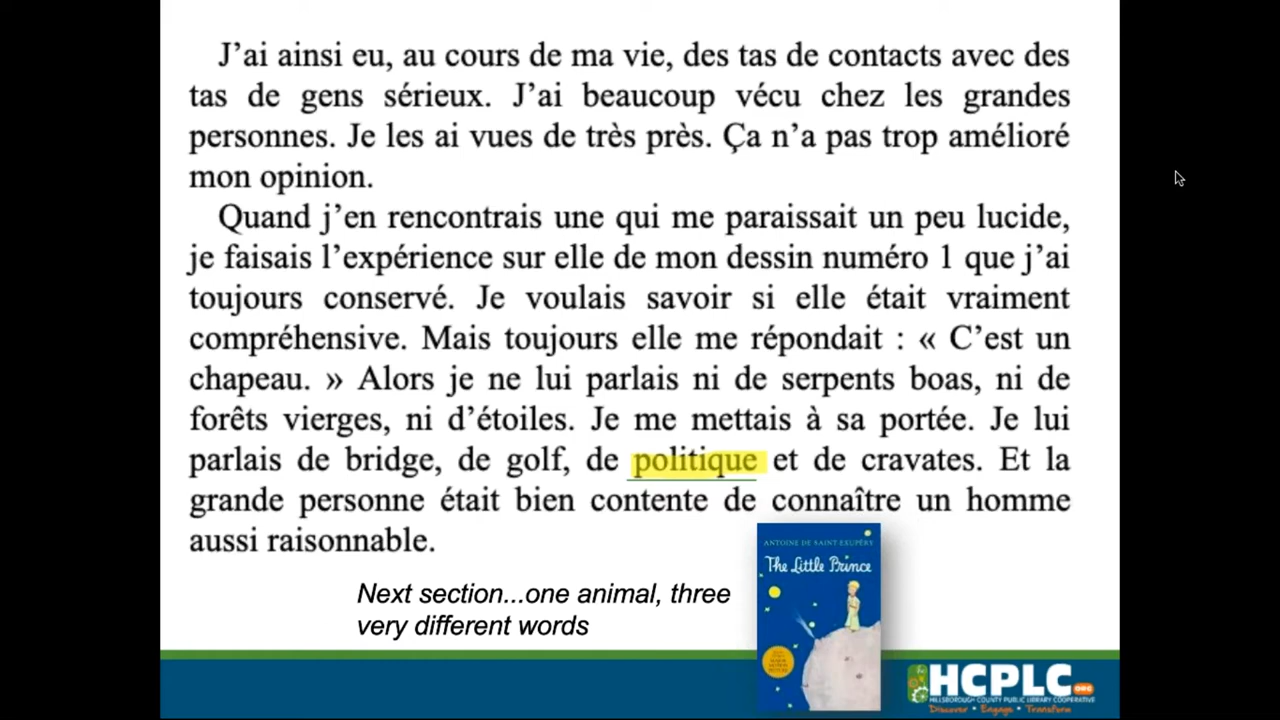 J’ai ainsi eu, au cours de ma vie, des tas de contacts avec des
tas de gens sérieux. J’ai beaucoup vécu chez les grandes
personnes. Je les ai vues de très près. Ça n’a pas trop amélioré
mon opinion.
Quand j’en rencontrais une qui me paraissait un peu lucide,
je faisais l’expérience sur elle de mon dessin numéro 1 que j’ai
toujours conservé. Je voulais savoir si elle était vraiment
compréhensive. Mais toujours elle me répondait : « C’est un
chapeau. » Alors je ne lui parlais ni de serpents boas, ni de
forêts vierges, ni d’étoiles. Je me mettais à sa portée. Je lui
parlais de bridge, de golf, de politique et de cravates. Et la
grande personne était bien contente de connaître un homme
aussi raisonnable.
Next section...one animal, three
very different words
ANTOINE DE SAINT-EXUPÉRY
The Little Prince
HCPLC.ORG
HILLSBOROUGH COUNTY PUBLIC LIBRARY COOPERATIVE
Discover • Engage • Transform